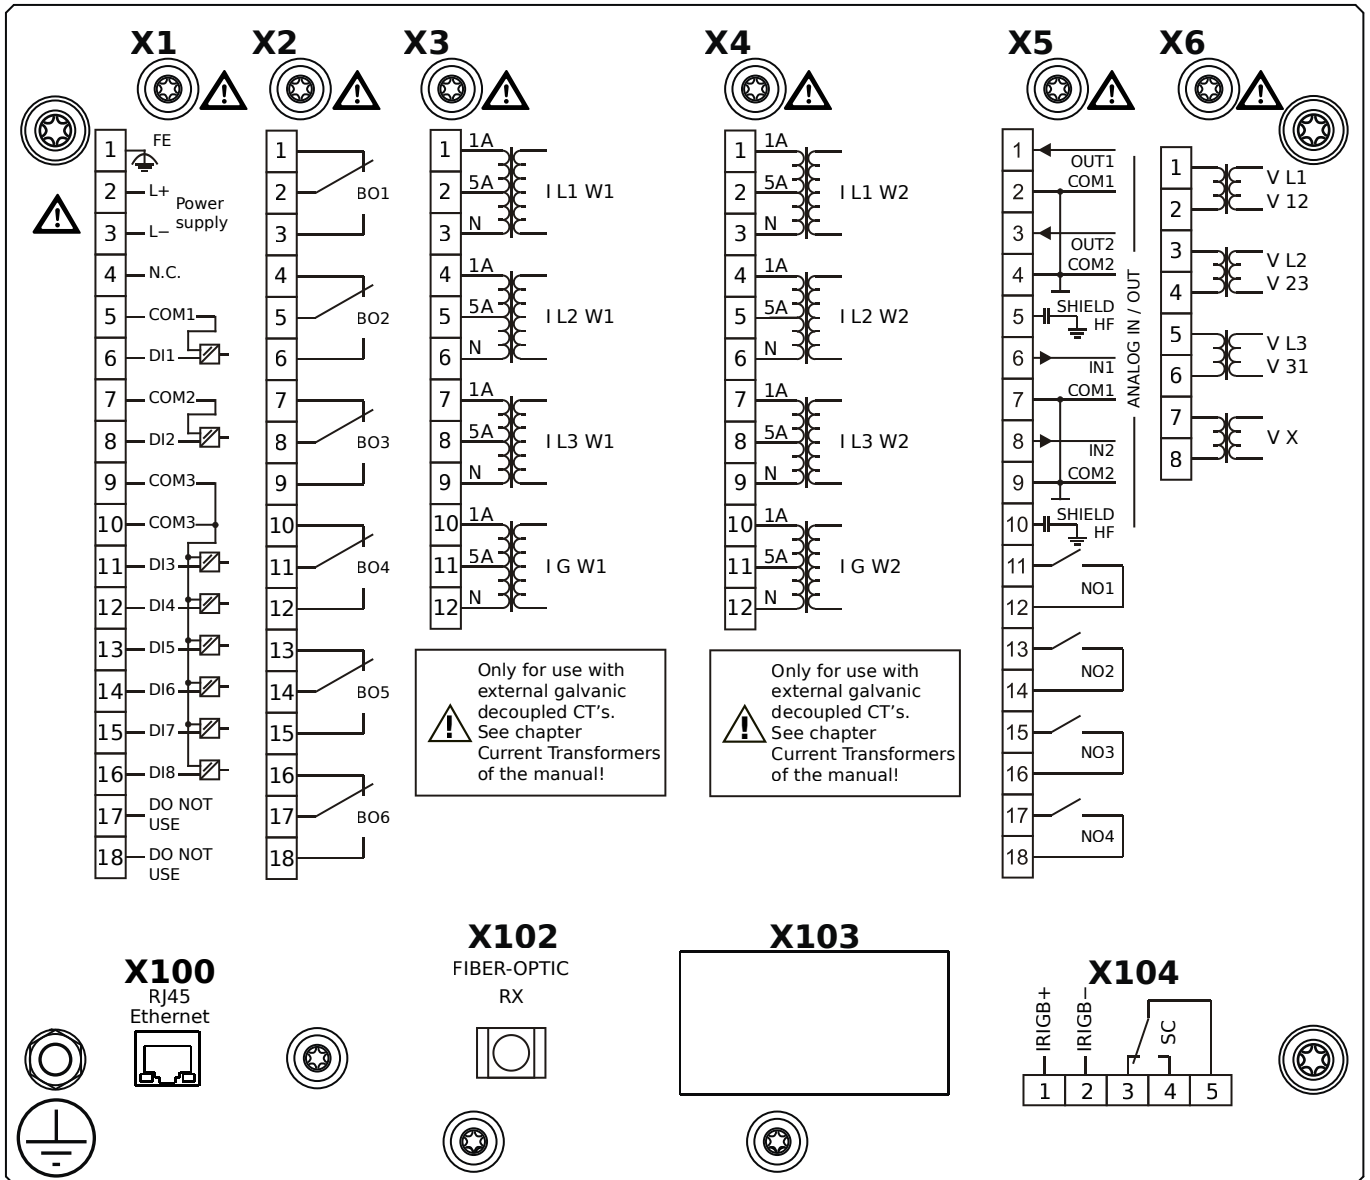 X1
X2
X3
X4
X5
X6
1 FE
2 L+ Power
supply
3 L−
4 N.C.
5 COM1
6 DI1
7 COM2
8 DI2
9 COM3
10 COM3
11 DI3
12 DI4
13 DI5
14 DI6
15 DI7
16 DI8
17 DO NOT
USE
18 DO NOT
USE
1
2 BO1
3
4
5 BO2
6
7
8 BO3
9
10
11 BO4
12
13
14 BO5
15
16
17 BO6
18
1 1A
2 5A I L1 W1
3 N
4 1A
5 5A I L2 W1
6 N
7 1A
8 5A I L3 W1
9 N
10 1A
11 5A I G W1
12 N
Only for use with
external galvanic
decoupled CT's.
See chapter
Current Transformers
of the manual!
1 1A
2 5A I L1 W2
3 N
4 1A
5 5A I L2 W2
6 N
7 1A
8 5A I L3 W2
9 N
10 1A
11 5A I G W2
12 N
Only for use with
external galvanic
decoupled CT's.
See chapter
Current Transformers
of the manual!
1 OUT1
2 COM1
3 OUT2
4 COM2
5 SHIELD
HF
6 IN1
7 COM1
8 IN2
9 COM2
10 SHIELD
HF
ANALOG IN / OUT
11
NO1
12
13
NO2
14
15
NO3
16
17
NO4
18
1 V L1
2 V 12
3 V L2
4 V 23
5 V L3
6 V 31
7 V X
8
X100
RJ45
Ethernet
X102
FIBER-OPTIC
RX
X103
X104
IRIGB+
IRIGB−
SC
1 2 3 4 5